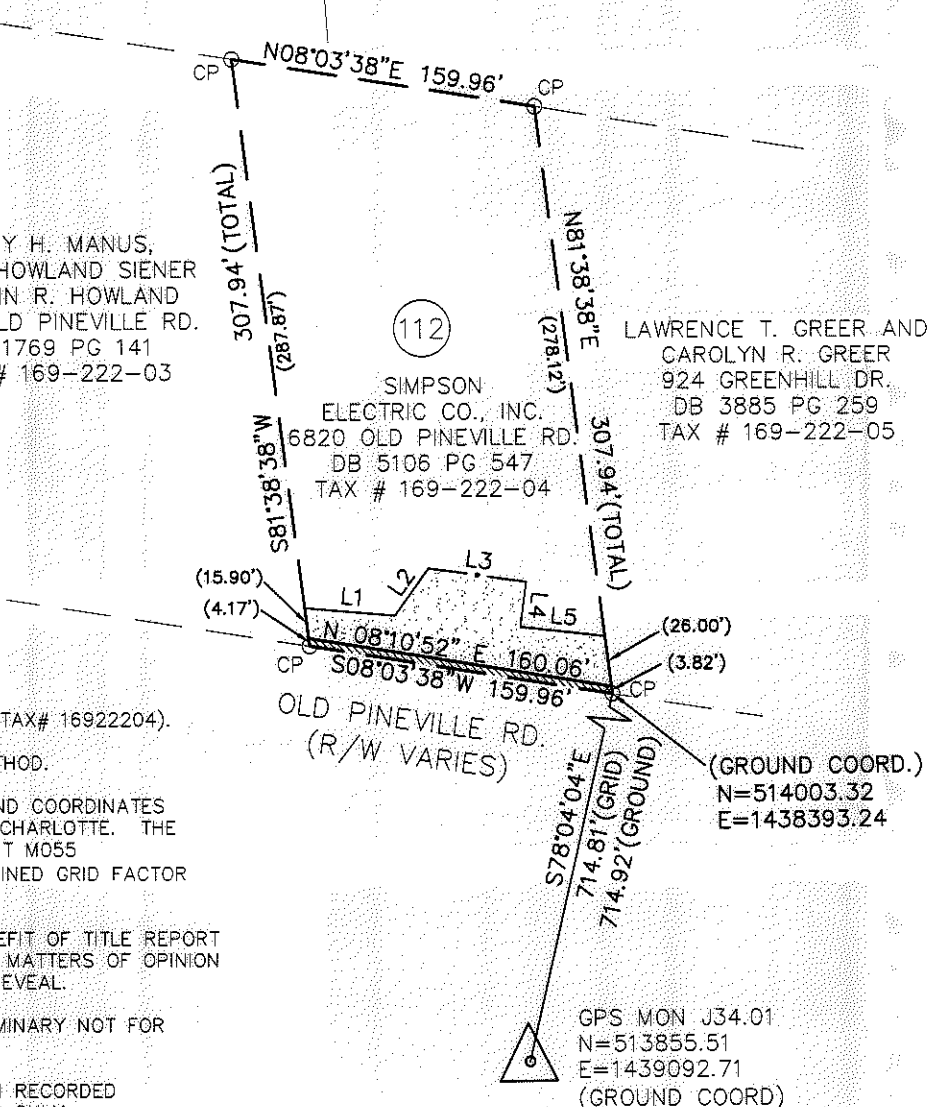 N08°03'38"E 159.96'
CP
CP
307.94'(TOTAL)
(287.87')
S81°38'38"W
N81°38'38"E
(278.12')
307.94'(TOTAL)
Y H. MANUS,
HOWLAND SIENER
IN R. HOWLAND
LD PINEVILLE RD.
1769 PG 141
# 169-222-03
112
SIMPSON
ELECTRIC CO., INC.
6820 OLD PINEVILLE RD.
DB 5106 PG 547
TAX # 169-222-04
LAWRENCE T. GREER AND
CAROLYN R. GREER
924 GREENHILL DR.
DB 3885 PG 259
TAX # 169-222-05
L1
L2
L3
L4
L5
(15.90')
(4.17')
(26.00')
(3.82')
CP
N 08°10'52" E 160.06'
S08°03'38"W 159.96'
CP
OLD PINEVILLE RD.
(R/W VARIES)
(GROUND COORD.)
N=514003.32
E=1438393.24
S78°04'04"E
714.81'(GRID)
714.92'(GROUND)
GPS MON J34.01
N=513855.51
E=1439092.71
(GROUND COORD)
TAX# 16922204).
THOD.
ND COORDINATES
CHARLOTTE. THE
T M055
INED GRID FACTOR
EFIT OF TITLE REPORT
MATTERS OF OPINION
EVEAL.
MINARY NOT FOR
RECORDED